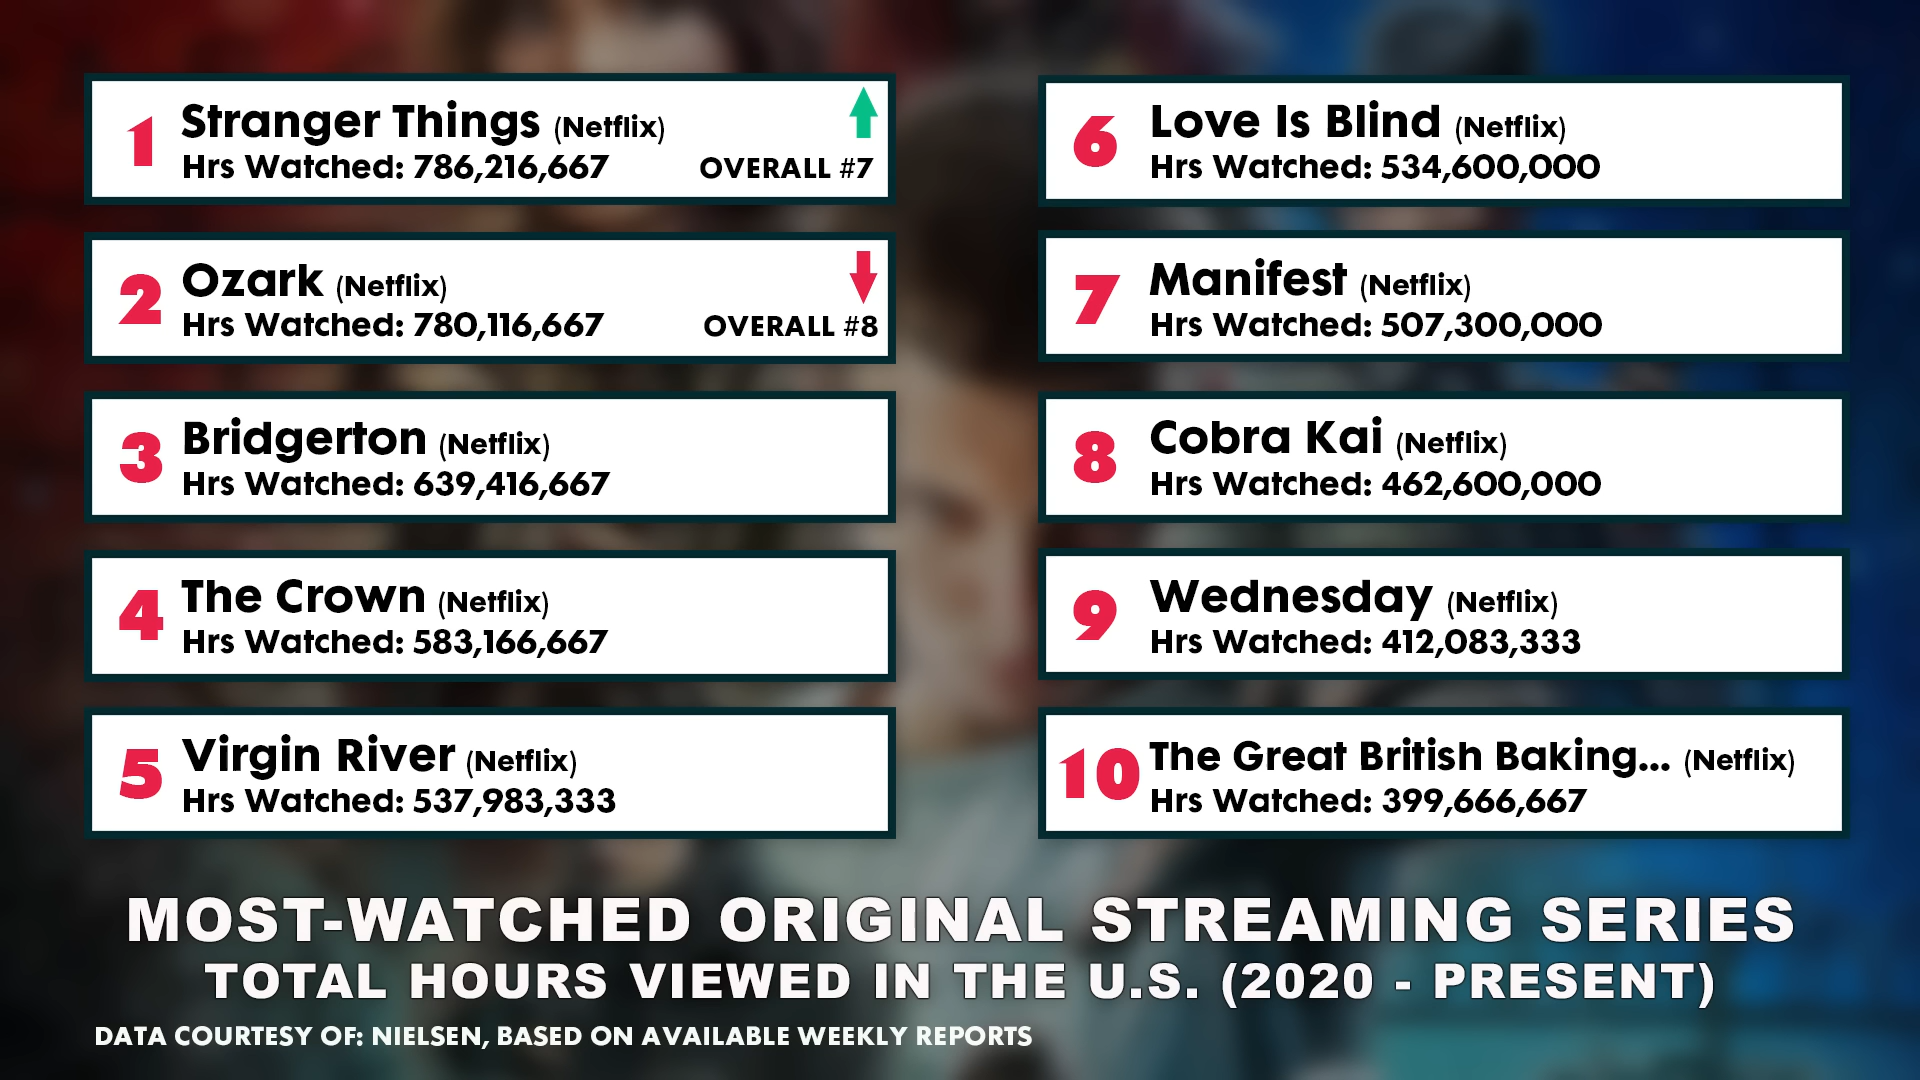 1
Stranger Things (Netflix)
Hrs Watched: 786,216,667
OVERALL #7
2
Ozark (Netflix)
Hrs Watched: 780,116,667
OVERALL #8
3
Bridgerton (Netflix)
Hrs Watched: 639,416,667
4
The Crown (Netflix)
Hrs Watched: 583,166,667
5
Virgin River (Netflix)
Hrs Watched: 537,983,333
6
Love Is Blind (Netflix)
Hrs Watched: 534,600,000
7
Manifest (Netflix)
Hrs Watched: 507,300,000
8
Cobra Kai (Netflix)
Hrs Watched: 462,600,000
9
Wednesday (Netflix)
Hrs Watched: 412,083,333
10
The Great British Baking... (Netflix)
Hrs Watched: 399,666,667
MOST-WATCHED ORIGINAL STREAMING SERIES
TOTAL HOURS VIEWED IN THE U.S. (2020 - PRESENT)
DATA COURTESY OF: NIELSEN, BASED ON AVAILABLE WEEKLY REPORTS